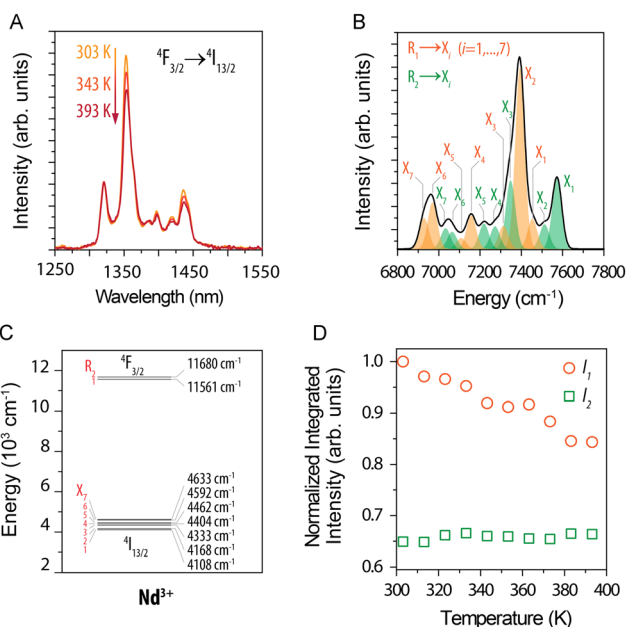 A
303 K
343 K
393 K
⁴F₃/₂→⁴I₁₃/₂
Intensity (arb. units)
1250 1350 1450 1550
Wavelength (nm)
B
R₁→Xᵢ (i=1,...,7)
R₂→Xᵢ
X₂
X₃
X₃
X₅
X₄
X₁
X₇
X₆
X₇
X₆
X₅
X₄
X₂
X₁
Intensity (arb. units)
6800 7000 7200 7400 7600 7800
Energy (cm⁻¹)
C
12
10
8
6
4
2
Energy (10³ cm⁻¹)
R₂
1
⁴F₃/₂
11680 cm⁻¹
11561 cm⁻¹
X₇
6
5
4
3
2
1
4633 cm⁻¹
4592 cm⁻¹
4462 cm⁻¹
4404 cm⁻¹
4333 cm⁻¹
4168 cm⁻¹
4108 cm⁻¹
⁴I₁₃/₂
Nd³⁺
D
1.0
0.9
0.8
0.7
0.6
Normalized Integrated
Intensity (arb. units)
I₁
I₂
300 320 340 360 380 400
Temperature (K)